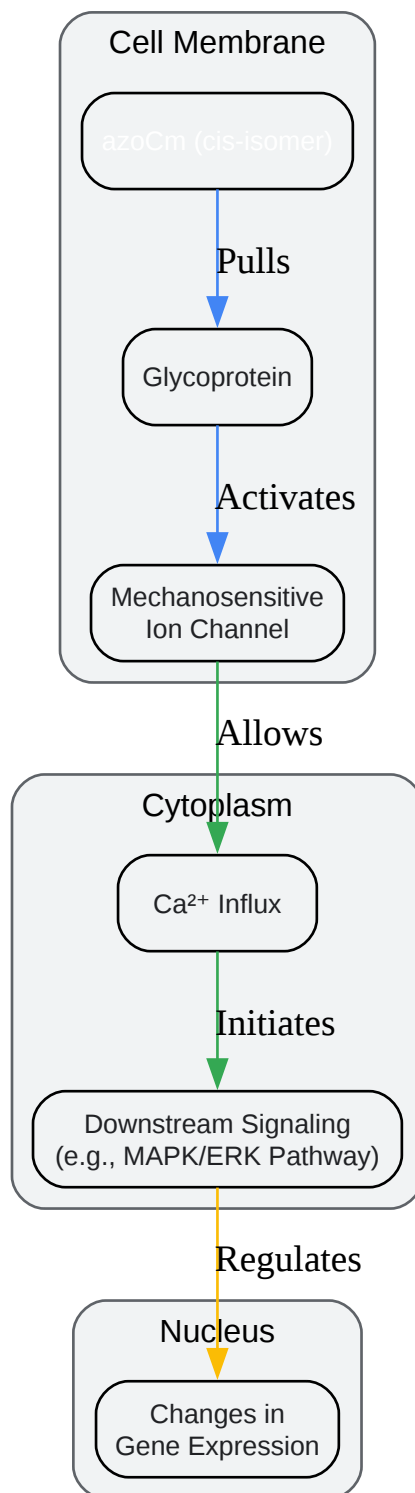 Cell Membrane
azoCm (cis-isomer)
Pulls
Glycoprotein
Activates
Mechanosensitive
Ion Channel
Allows
Cytoplasm
Ca²⁺ Influx
Initiates
Downstream Signaling
(e.g., MAPK/ERK Pathway)
Regulates
Nucleus
Changes in
Gene Expression